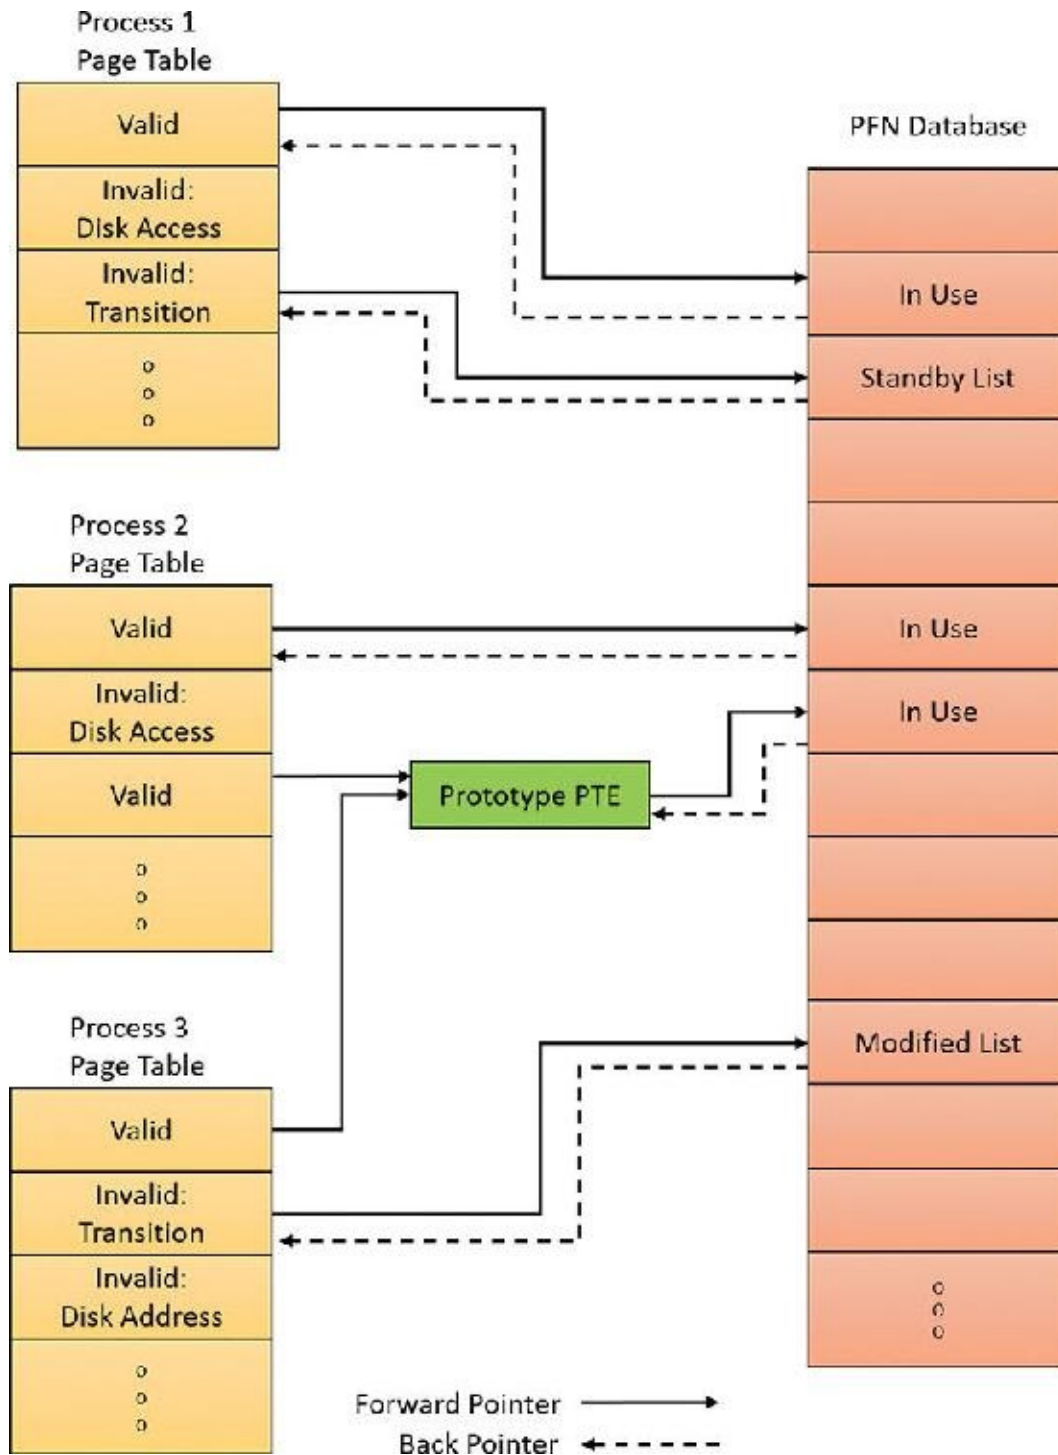 Process 1
Page Table
Valid
Invalid:
Disk Access
Invalid:
Transition
PFN Database
In Use
Standby List
Process 2
Page Table
Valid
Invalid:
Disk Access
Valid
In Use
In Use
Prototype PTE
Process 3
Page Table
Valid
Invalid:
Transition
Invalid:
Disk Address
Modified List
Forward Pointer
Back Pointer